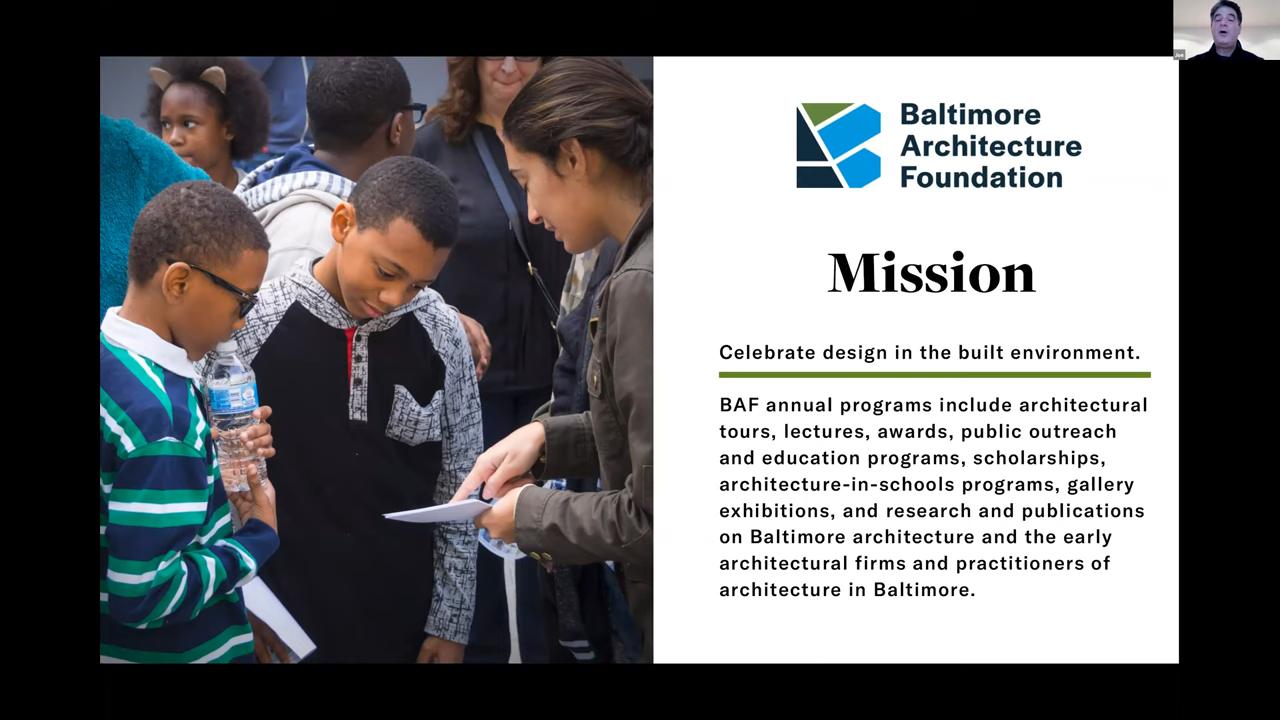 Baltimore
Architecture
Foundation
Mission
Celebrate design in the built environment.
BAF annual programs include architectural
tours, lectures, awards, public outreach
and education programs, scholarships,
architecture-in-schools programs, gallery
exhibitions, and research and publications
on Baltimore architecture and the early
architectural firms and practitioners of
architecture in Baltimore.